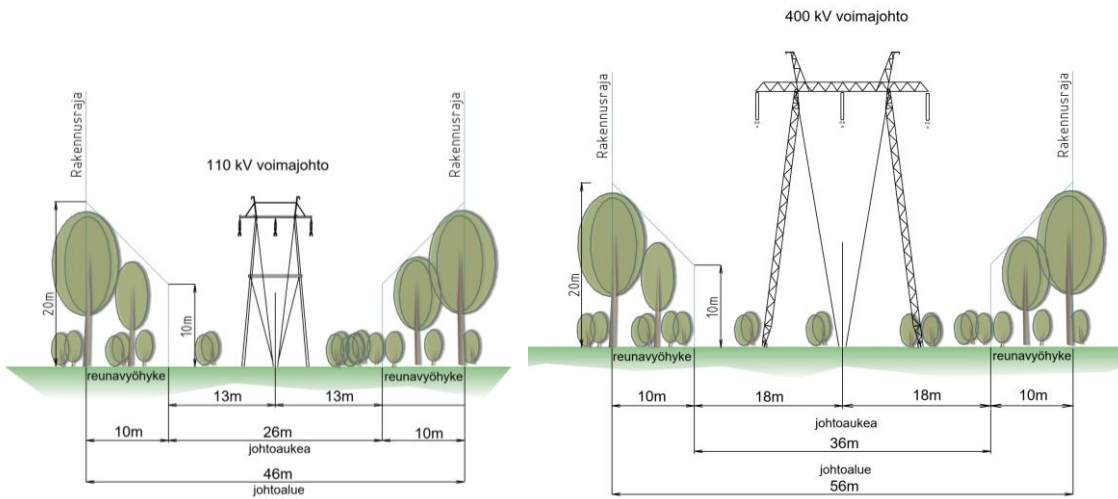 110 kV voimajohto
Rakennusraja
Rakennusraja
20m
10m
reunavyöhyke
reunavyöhyke
13m
13m
10m
26m
10m
johtoaukea
46m
johtoalue
400 kV voimajohto
Rakennusraja
Rakennusraja
20m
10m
reunavyöhyke
reunavyöhyke
10m
18m
18m
10m
johtoaukea
36m
johtoalue
56m